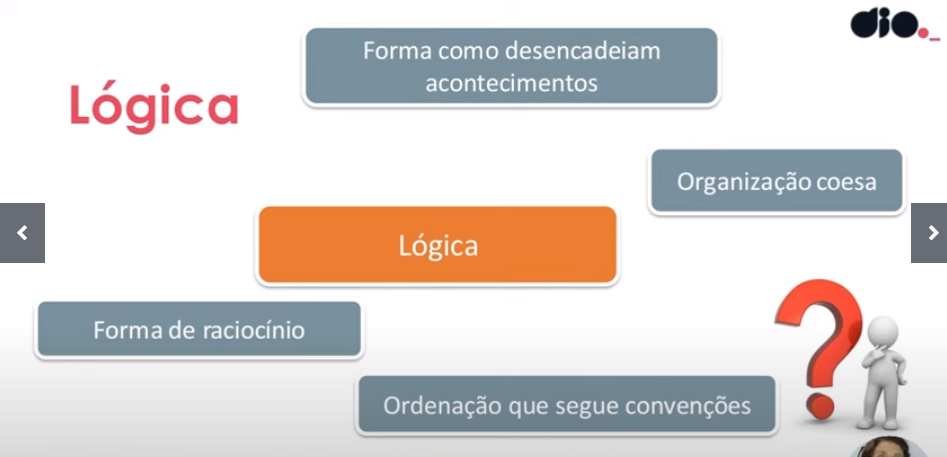 dio._
Lógica
Forma como desencadeiam
acontecimentos
Organização coesa
Lógica
Forma de raciocínio
Ordenação que segue convenções